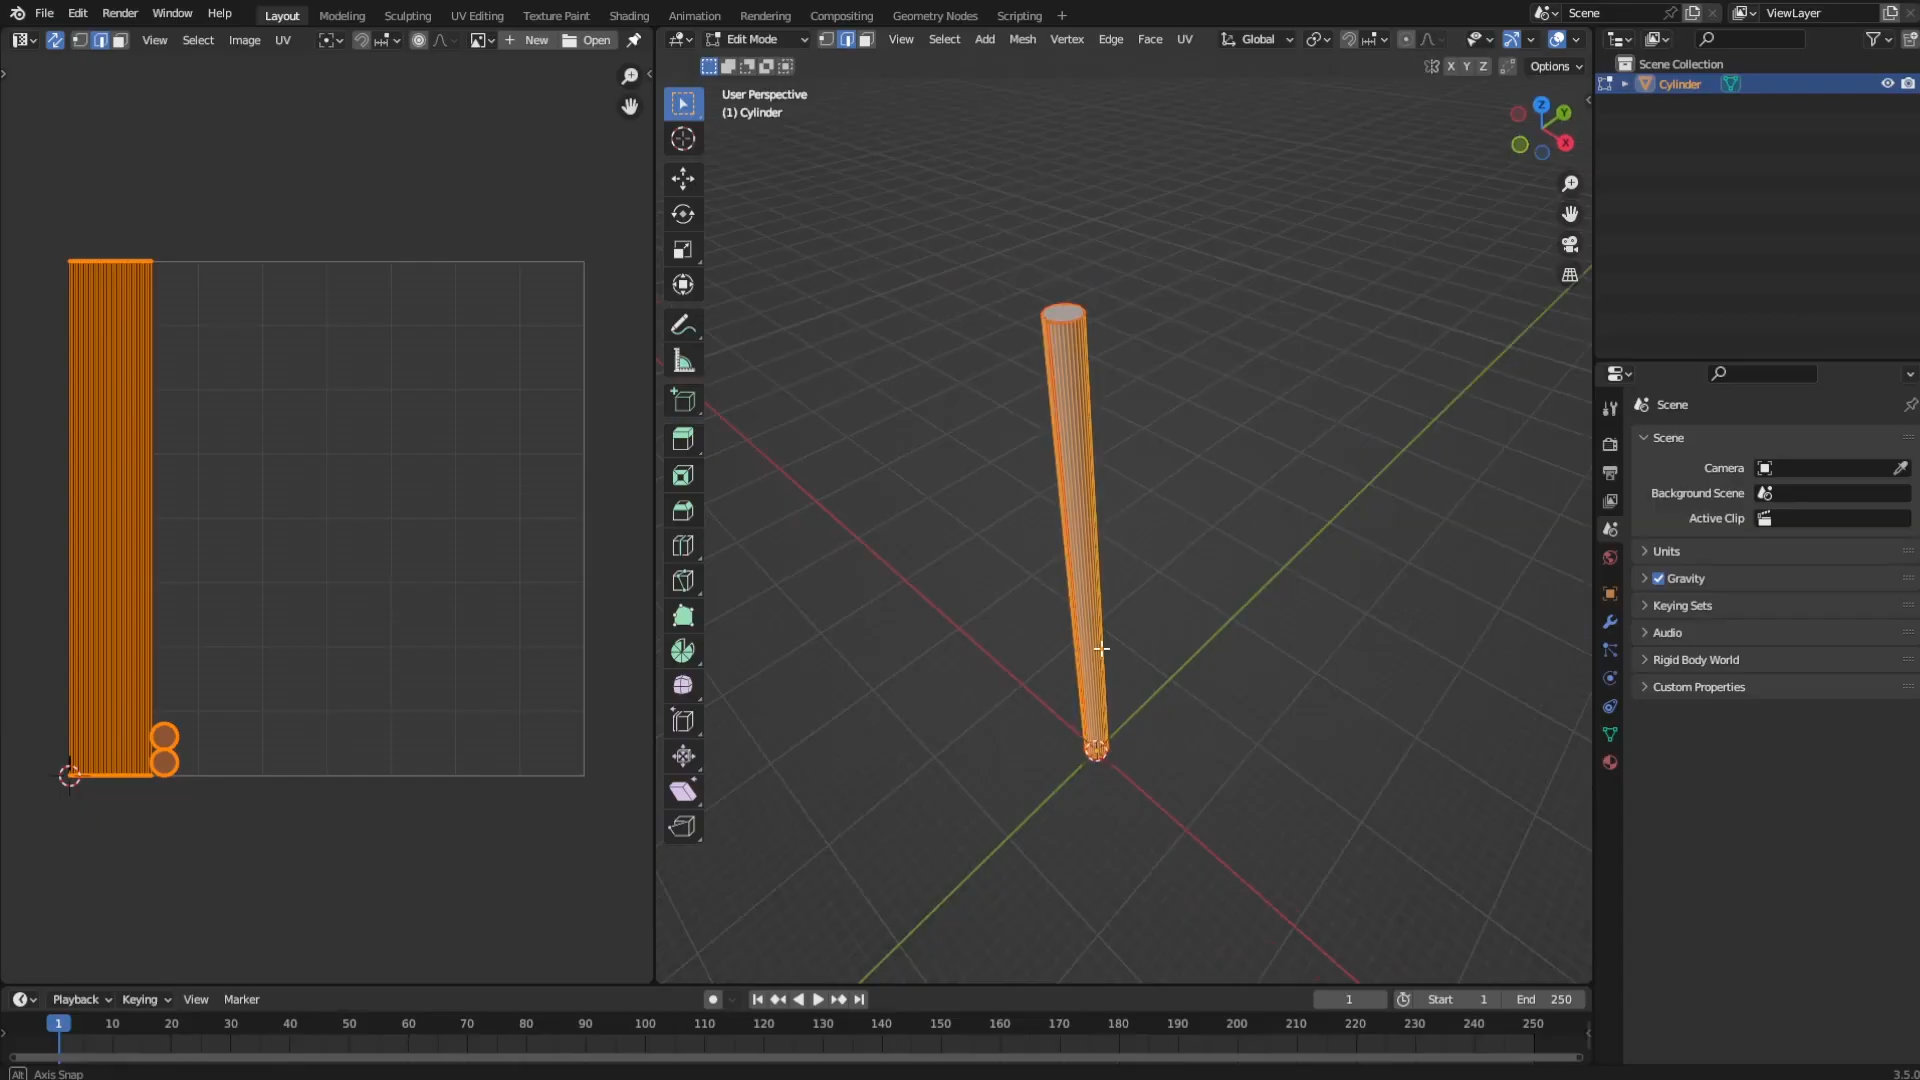 File Edit Render Window Help Layout Modeling Sculpting UV Editing Texture Paint Shading Animation Rendering Compositing Geometry Nodes Scripting + Scene ViewLayer
View Select Image UV New Open Edit Mode View Select Add Mesh Vertex Edge Face UV Global
X Y Z Options
User Perspective
(1) Cylinder
Z
Y
X
Scene Collection
Cylinder
Scene
Scene
Camera
Background Scene
Active Clip
Units
Gravity
Keying Sets
Audio
Rigid Body World
Custom Properties
Playback Keying View Marker 1 Start 1 End 250
1 10 20 30 40 50 60 70 80 90 100 110 120 130 140 150 160 170 180 190 200 210 220 230 240 250
Alt Axis Snap 3.5.0